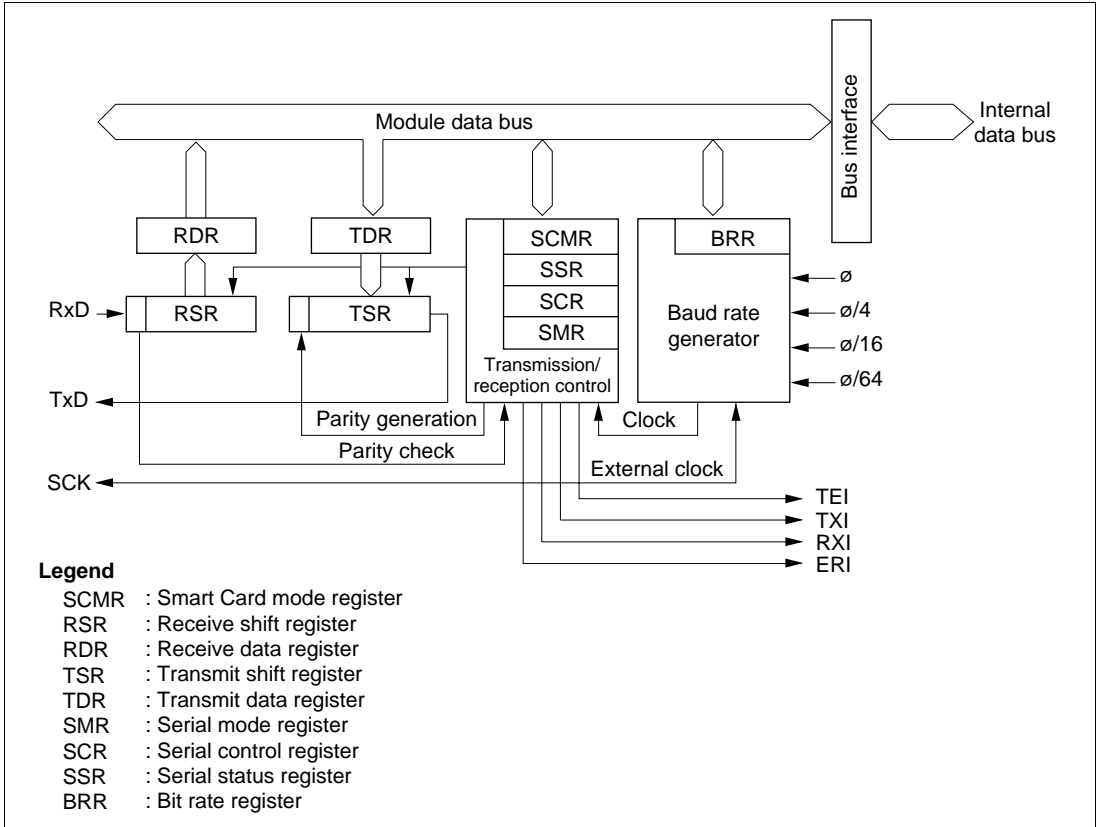 Module data bus
Bus interface
Internal
data bus
RDR
TDR
SCMR
BRR
SSR
ø
RxD
RSR
TSR
SCR
Baud rate
generator
ø/4
SMR
ø/16
Transmission/
reception control
ø/64
TxD
Parity generation
Clock
Parity check
SCK
External clock
TEI
TXI
RXI
ERI
Legend
SCMR : Smart Card mode register
RSR : Receive shift register
RDR : Receive data register
TSR : Transmit shift register
TDR : Transmit data register
SMR : Serial mode register
SCR : Serial control register
SSR : Serial status register
BRR : Bit rate register